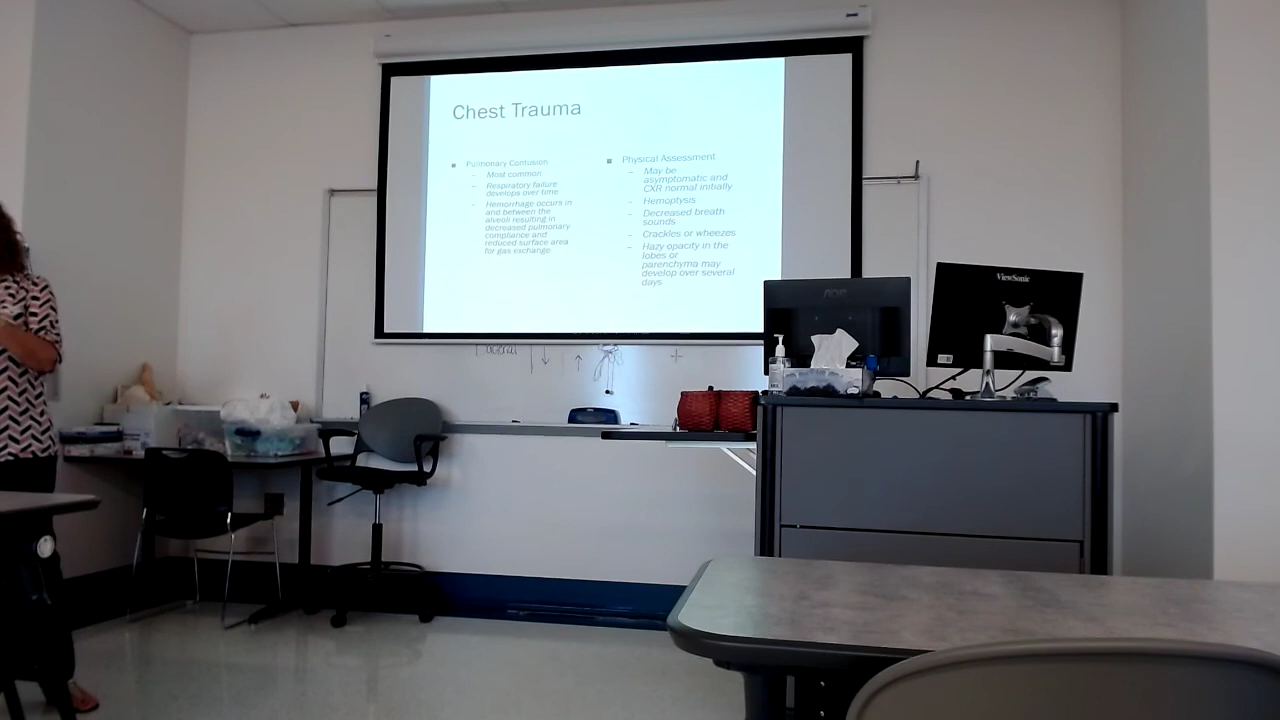 Chest Trauma
Pulmonary Contusion
– Most common
– Respiratory failure
develops over time
– Hemorrhage occurs in
and between the
alveoli resulting in
decreased pulmonary
compliance and
reduced surface area
for gas exchange
Physical Assessment
– May be
asymptomatic and
CXR normal initially
– Hemoptysis
– Decreased breath
sounds
– Crackles or wheezes
– Hazy opacity in the
lobes or
parenchyma may
develop over several
days
AOC
ViewSonic